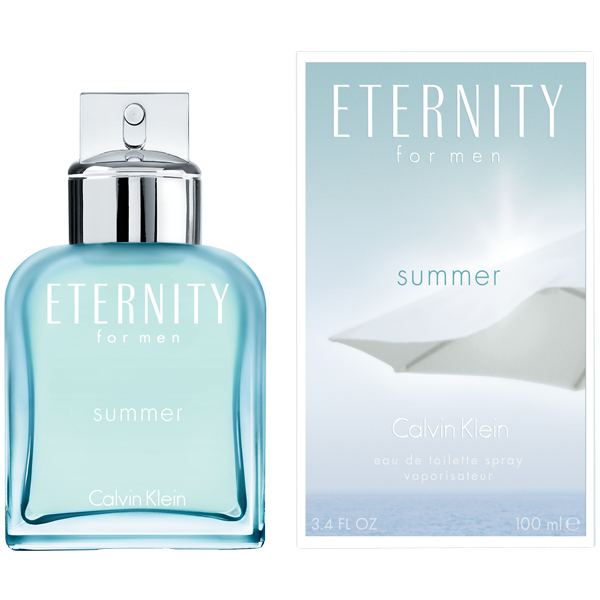 ETERNITY
for men
summer
Calvin Klein
ETERNITY
for men
summer
Calvin Klein
eau de toilette spray
vaporisateur
3.4 FL OZ 100 ml ℮